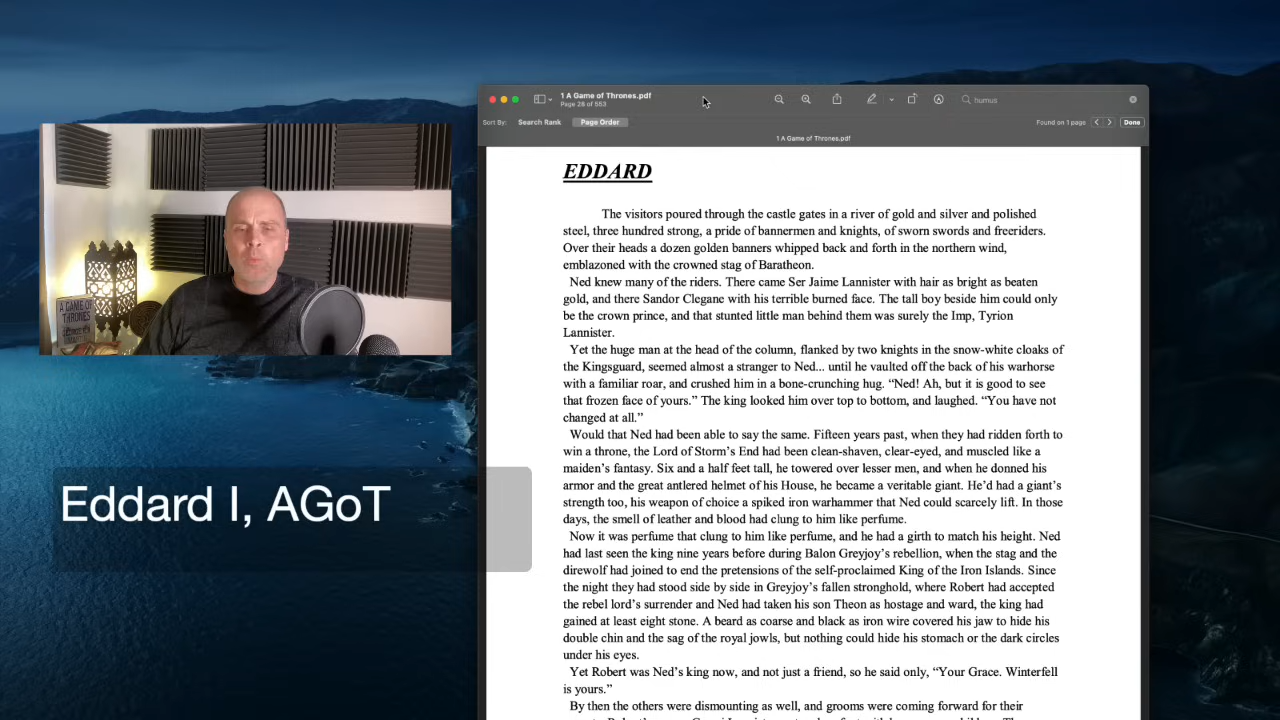 1 A Game of Thrones.pdf
Page 26 of 553
humus
Sort By:
Search Rank
Page Order
Found on 1 page
Done
1 A Game of Thrones.pdf
EDDARD
The visitors poured through the castle gates in a river of gold and silver and polished
steel, three hundred strong, a pride of bannermen and knights, of sworn swords and freeriders.
Over their heads a dozen golden banners whipped back and forth in the northern wind,
emblazoned with the crowned stag of Baratheon.
Ned knew many of the riders. There came Ser Jaime Lannister with hair as bright as beaten
gold, and there Sandor Clegane with his terrible burned face. The tall boy beside him could only
be the crown prince, and that stunted little man behind them was surely the Imp, Tyrion
Lannister.
Yet the huge man at the head of the column, flanked by two knights in the snow-white cloaks of
the Kingsguard, seemed almost a stranger to Ned... until he vaulted off the back of his warhorse
with a familiar roar, and crushed him in a bone-crunching hug. “Ned! Ah, but it is good to see
that frozen face of yours.” The king looked him over top to bottom, and laughed. “You have not
changed at all.”
Would that Ned had been able to say the same. Fifteen years past, when they had ridden forth to
win a throne, the Lord of Storm’s End had been clean-shaven, clear-eyed, and muscled like a
maiden’s fantasy. Six and a half feet tall, he towered over lesser men, and when he donned his
armor and the great antlered helmet of his House, he became a veritable giant. He’d had a giant’s
strength too, his weapon of choice a spiked iron warhammer that Ned could scarcely lift. In those
days, the smell of leather and blood had clung to him like perfume.
Now it was perfume that clung to him like perfume, and he had a girth to match his height. Ned
had last seen the king nine years before during Balon Greyjoy’s rebellion, when the stag and the
direwolf had joined to end the pretensions of the self-proclaimed King of the Iron Islands. Since
the night they had stood side by side in Greyjoy’s fallen stronghold, where Robert had accepted
the rebel lord’s surrender and Ned had taken his son Theon as hostage and ward, the king had
gained at least eight stone. A beard as coarse and black as iron wire covered his jaw to hide his
double chin and the sag of the royal jowls, but nothing could hide his stomach or the dark circles
under his eyes.
Yet Robert was Ned’s king now, and not just a friend, so he said only, “Your Grace. Winterfell
is yours.”
By then the others were dismounting as well, and grooms were coming forward for their
A GAME OF
THRONES
Eddard I, AGoT